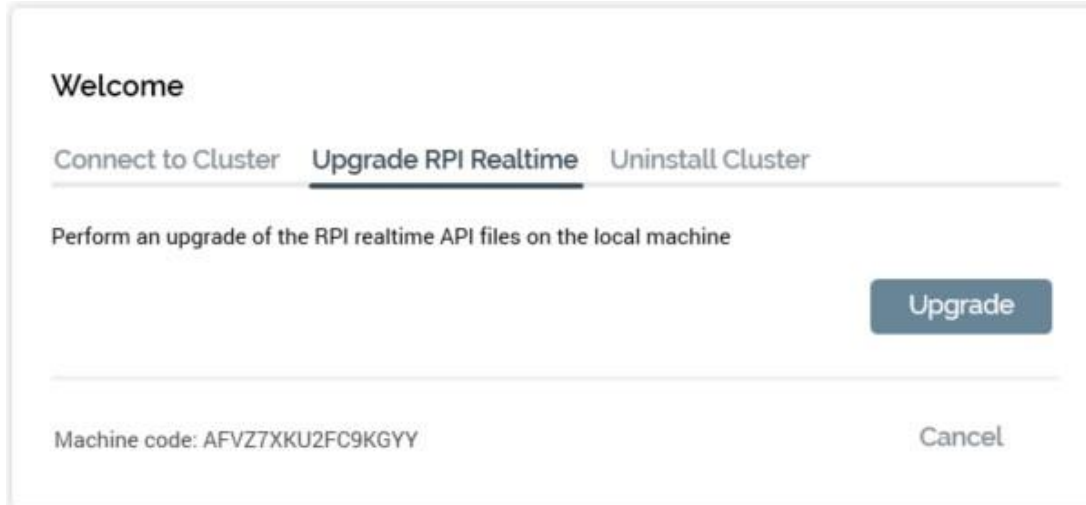 Welcome
Connect to Cluster Upgrade RPI Realtime Uninstall Cluster
Perform an upgrade of the RPI realtime API files on the local machine
Upgrade
Machine code: AFVZ7XKU2FC9KGYY Cancel